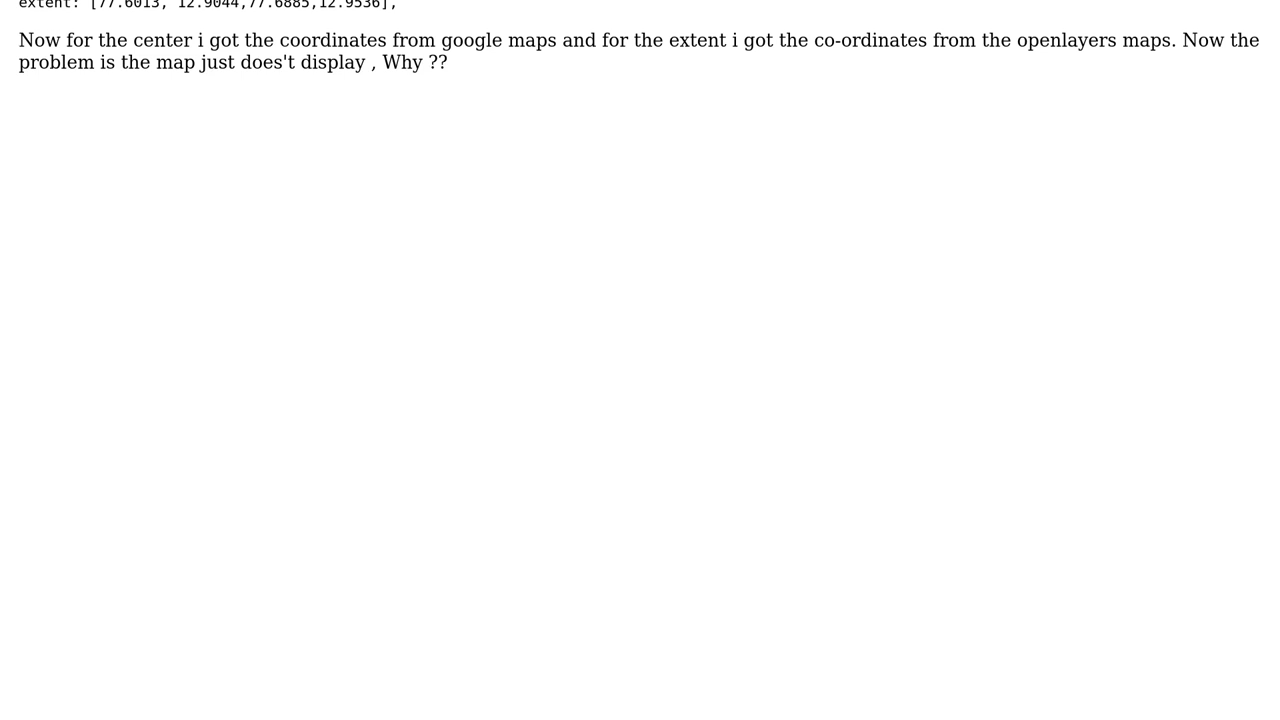 extent: [77.6013, 12.9044,77.6885,12.9536],
Now for the center i got the coordinates from google maps and for the extent i got the co-ordinates from the openlayers maps. Now the
problem is the map just does't display , Why ??